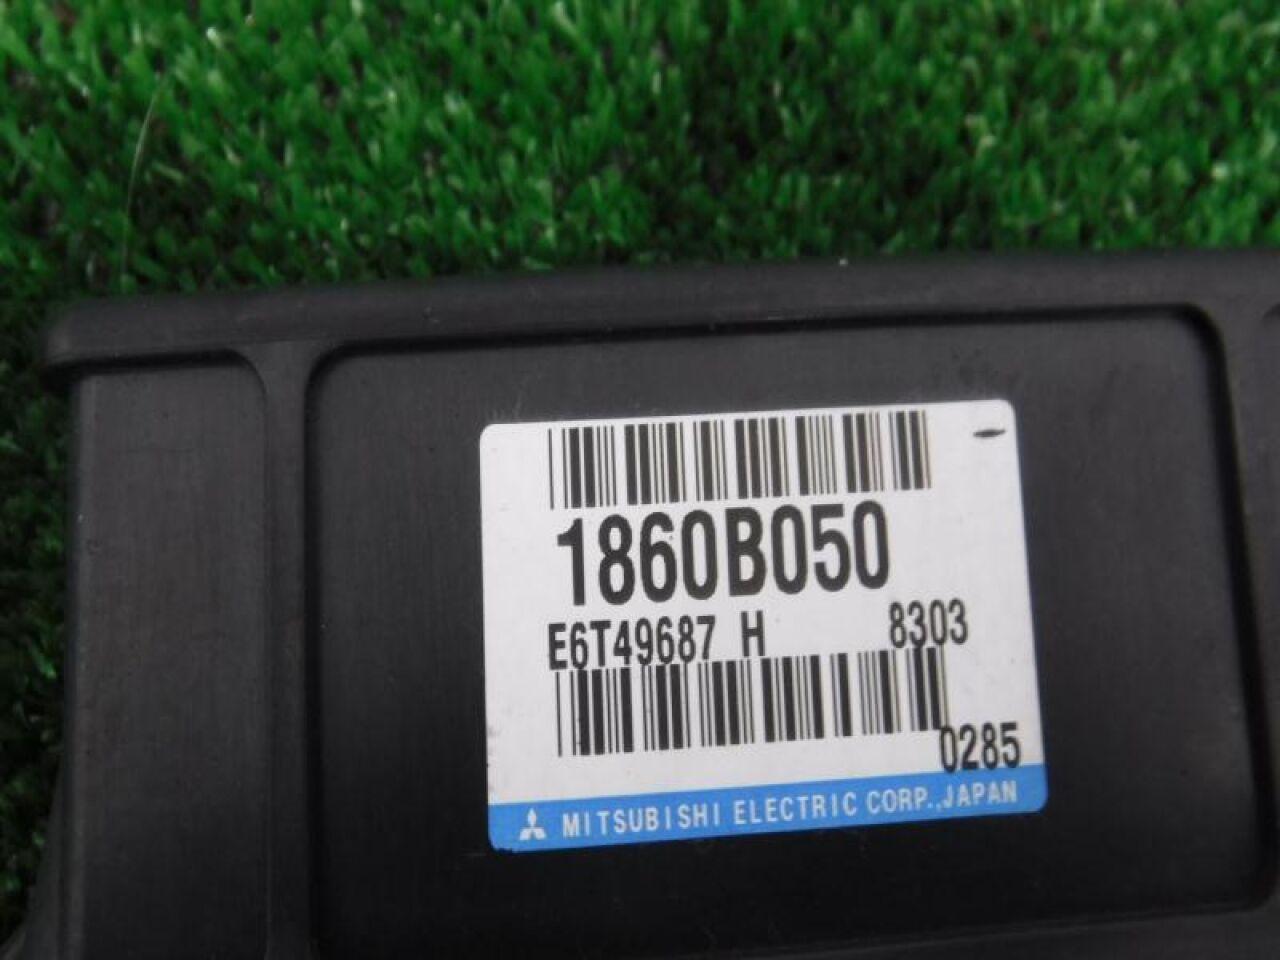 1860B050
E6T49687 H 8303
0285
MITSUBISHI ELECTRIC CORP.,JAPAN